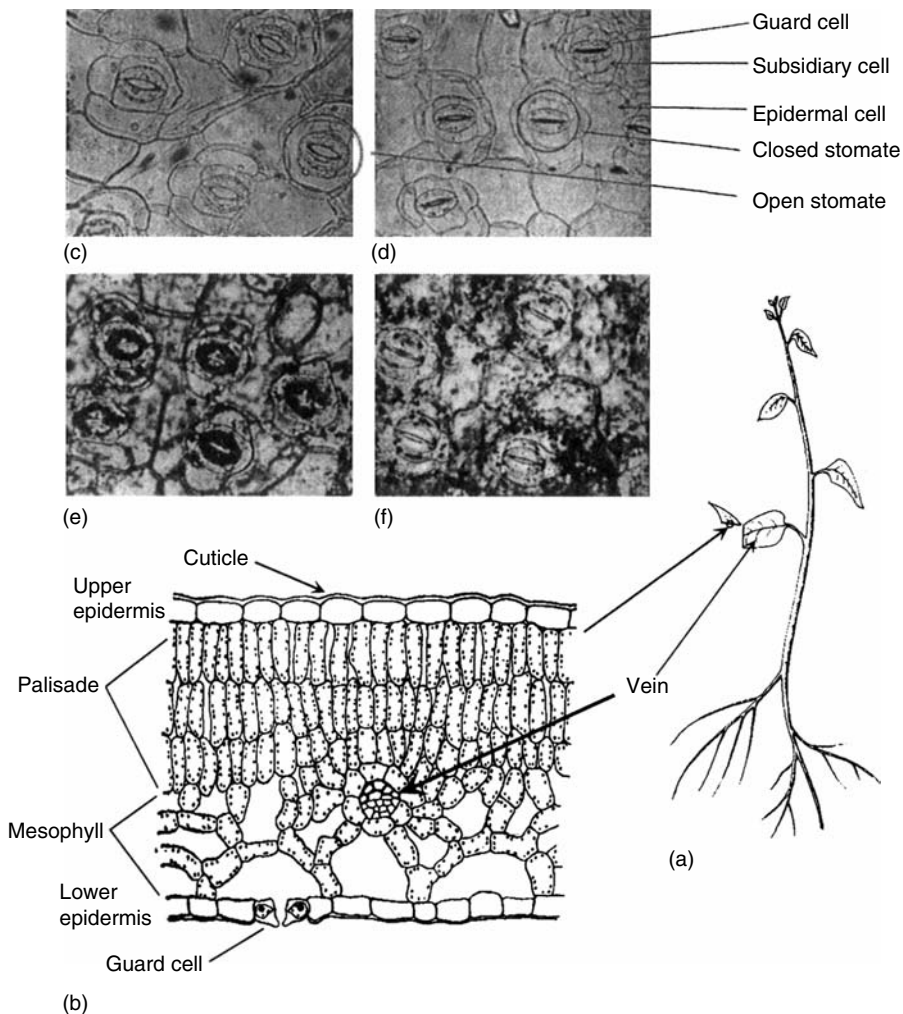 Guard cell
Subsidiary cell
Epidermal cell
Closed stomate
Open stomate
(c)
(d)
(e)
(f)
Cuticle
Upper
epidermis
Palisade
Vein
Mesophyll
(a)
Lower
epidermis
Guard cell
(b)